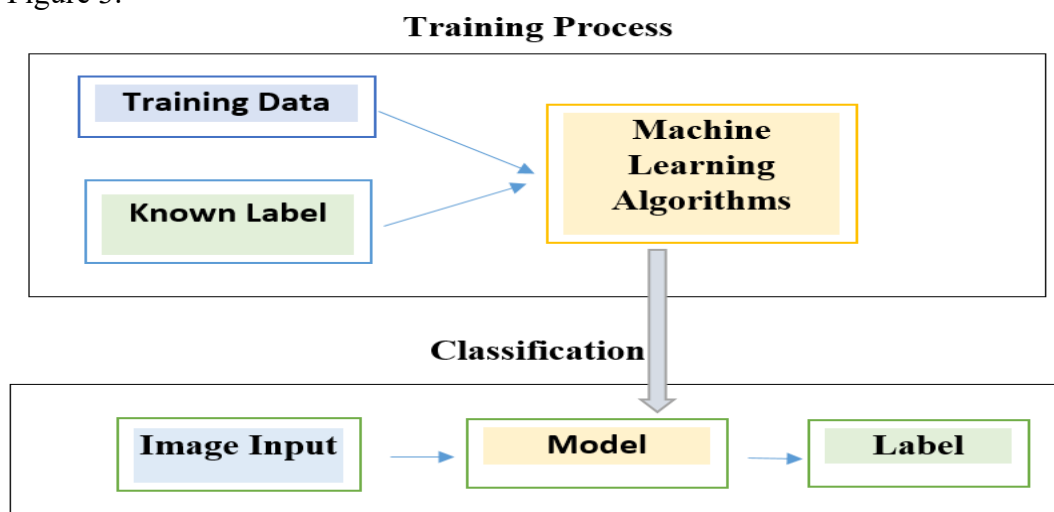 Training Process
Training Data
Known Label
Machine
Learning
Algorithms
Classification
Image Input
Model
Label